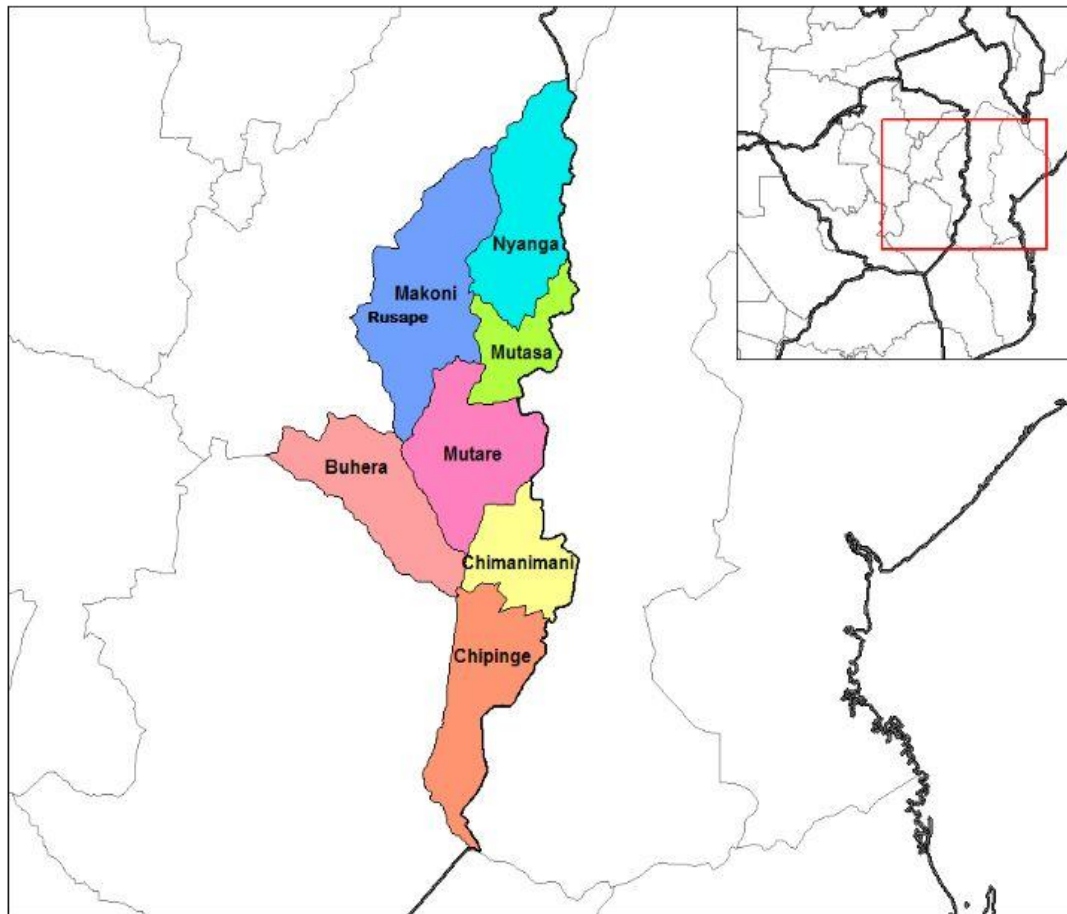 Nyanga
Makoni
Rusape
Mutasa
Mutare
Buhera
Chimanimani
Chipinge